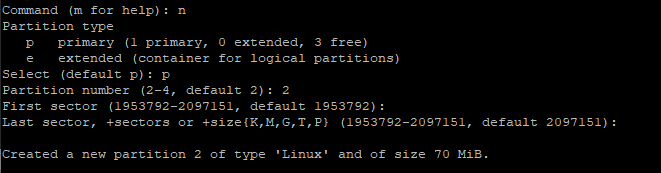 Command (m for help): n
Partition type
   p   primary (1 primary, 0 extended, 3 free)
   e   extended (container for logical partitions)
Select (default p): p
Partition number (2-4, default 2): 2
First sector (1953792-2097151, default 1953792):
Last sector, +sectors or +size{K,M,G,T,P} (1953792-2097151, default 2097151):

Created a new partition 2 of type 'Linux' and of size 70 MiB.